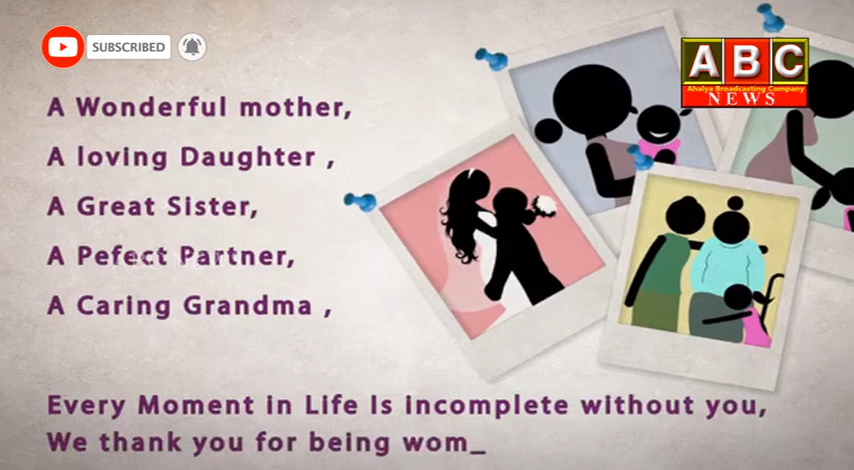 SUBSCRIBED
ABC
Ahalya Broadcasting Company
NEWS
A Wonderful mother,
A loving Daughter ,
A Great Sister,
A Pefect Partner,
A Caring Grandma ,
Every Moment in Life Is incomplete without you,
We thank you for being wom_